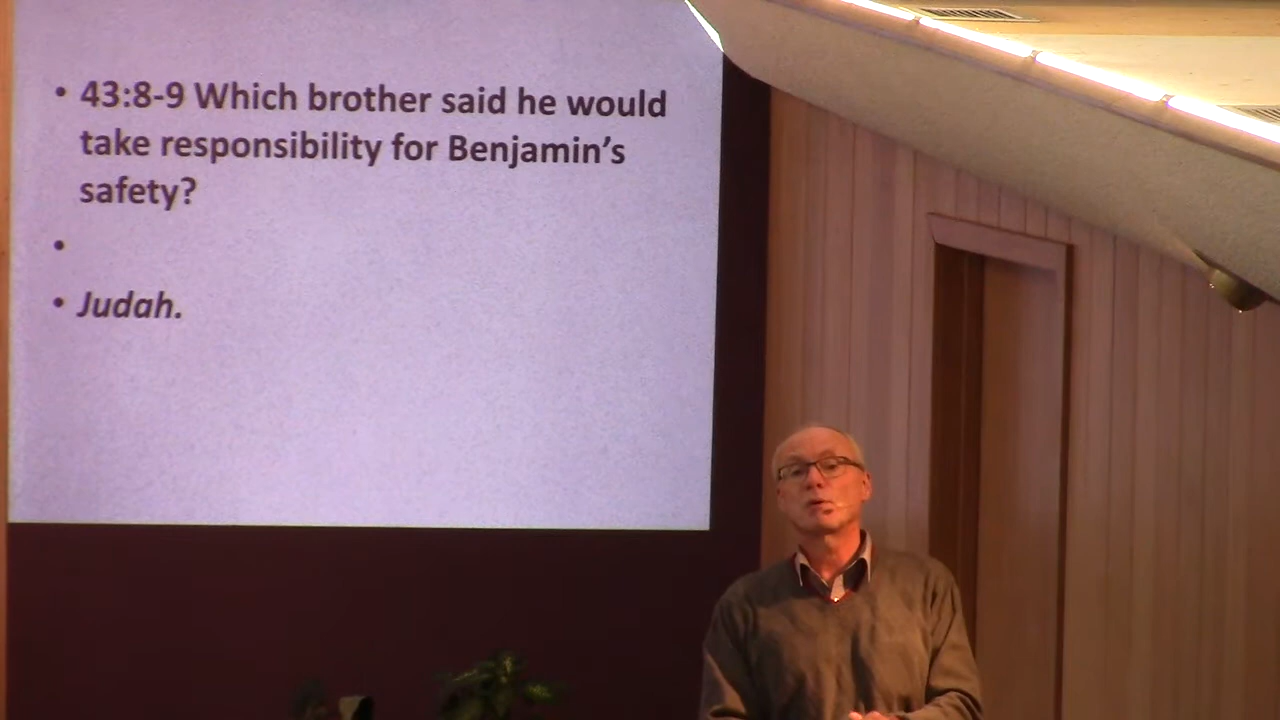 • 43:8-9 Which brother said he would
take responsibility for Benjamin’s
safety?
•
• Judah.